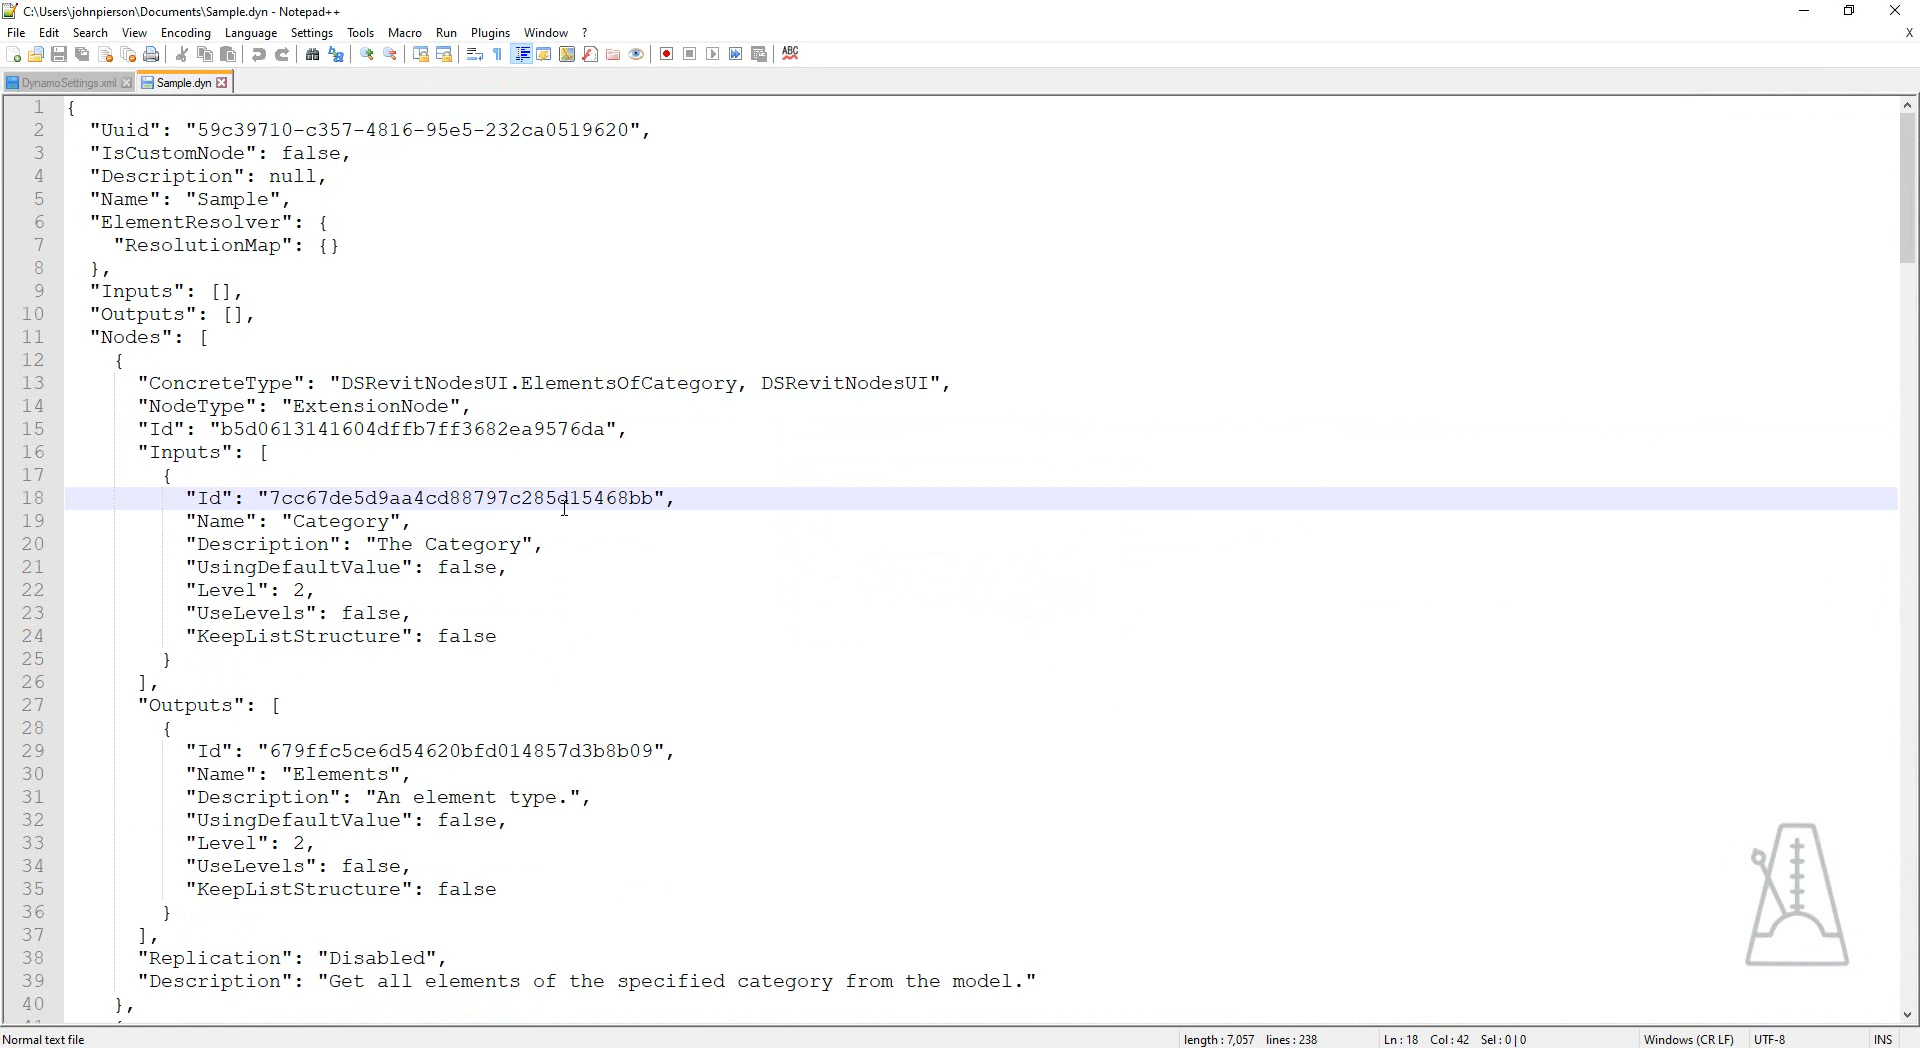 C:\Users\johnpierson\Documents\Sample.dyn - Notepad++
File Edit Search View Encoding Language Settings Tools Macro Run Plugins Window ? X
ABC
DynamoSettings.xml Sample.dyn
1 {
2 "Uuid": "59c39710-c357-4816-95e5-232ca0519620",
3 "IsCustomNode": false,
4 "Description": null,
5 "Name": "Sample",
6 "ElementResolver": {
7 "ResolutionMap": {}
8 },
9 "Inputs": [],
10 "Outputs": [],
11 "Nodes": [
12 {
13 "ConcreteType": "DSRevitNodesUI.ElementsOfCategory, DSRevitNodesUI",
14 "NodeType": "ExtensionNode",
15 "Id": "b5d0613141604dffb7ff3682ea9576da",
16 "Inputs": [
17 {
18 "Id": "7cc67de5d9aa4cd88797c285d15468bb",
19 "Name": "Category",
20 "Description": "The Category",
21 "UsingDefaultValue": false,
22 "Level": 2,
23 "UseLevels": false,
24 "KeepListStructure": false
25 }
26 ],
27 "Outputs": [
28 {
29 "Id": "679ffc5ce6d54620bfd014857d3b8b09",
30 "Name": "Elements",
31 "Description": "An element type.",
32 "UsingDefaultValue": false,
33 "Level": 2,
34 "UseLevels": false,
35 "KeepListStructure": false
36 }
37 ],
38 "Replication": "Disabled",
39 "Description": "Get all elements of the specified category from the model."
40 },
Normal text file length : 7,057 lines : 238 Ln : 18 Col : 42 Sel : 0 | 0 Windows (CR LF) UTF-8 INS